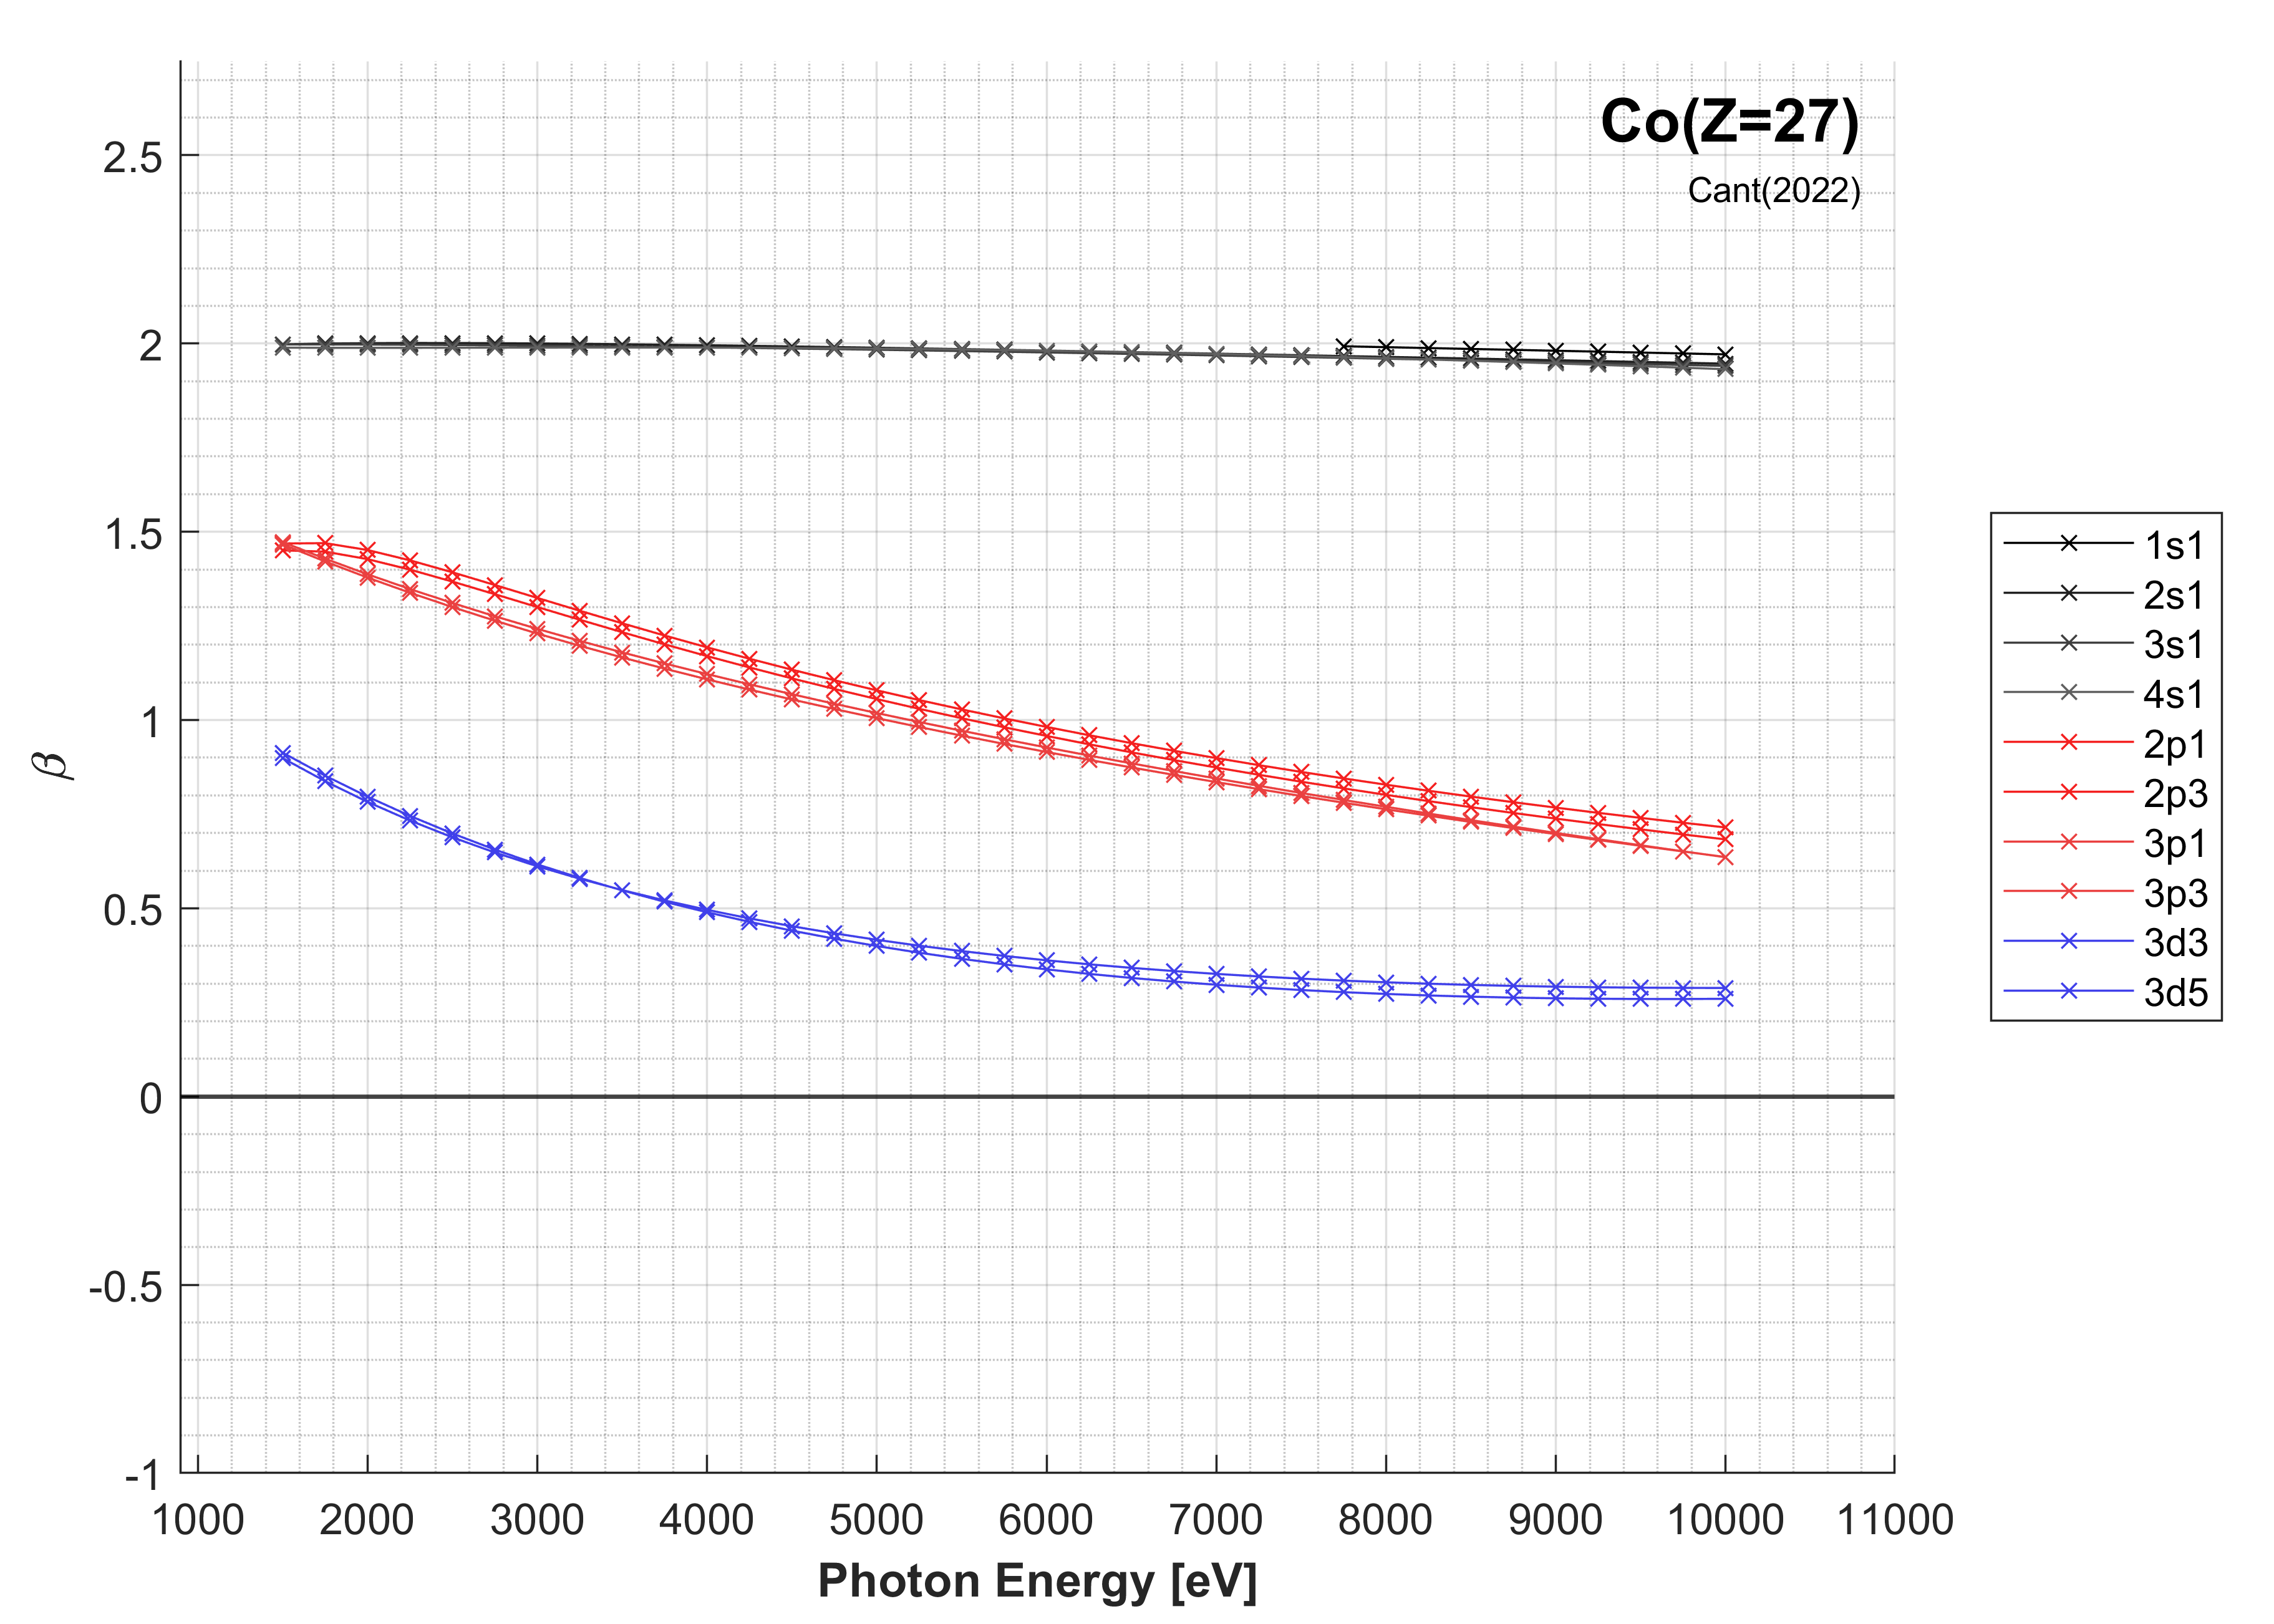 Co(Z=27)
Cant(2022)
2.5
2
1.5
1
0.5
0
-0.5
-1
β
1000 2000 3000 4000 5000 6000 7000 8000 9000 10000 11000
Photon Energy [eV]
1s1
2s1
3s1
4s1
2p1
2p3
3p1
3p3
3d3
3d5